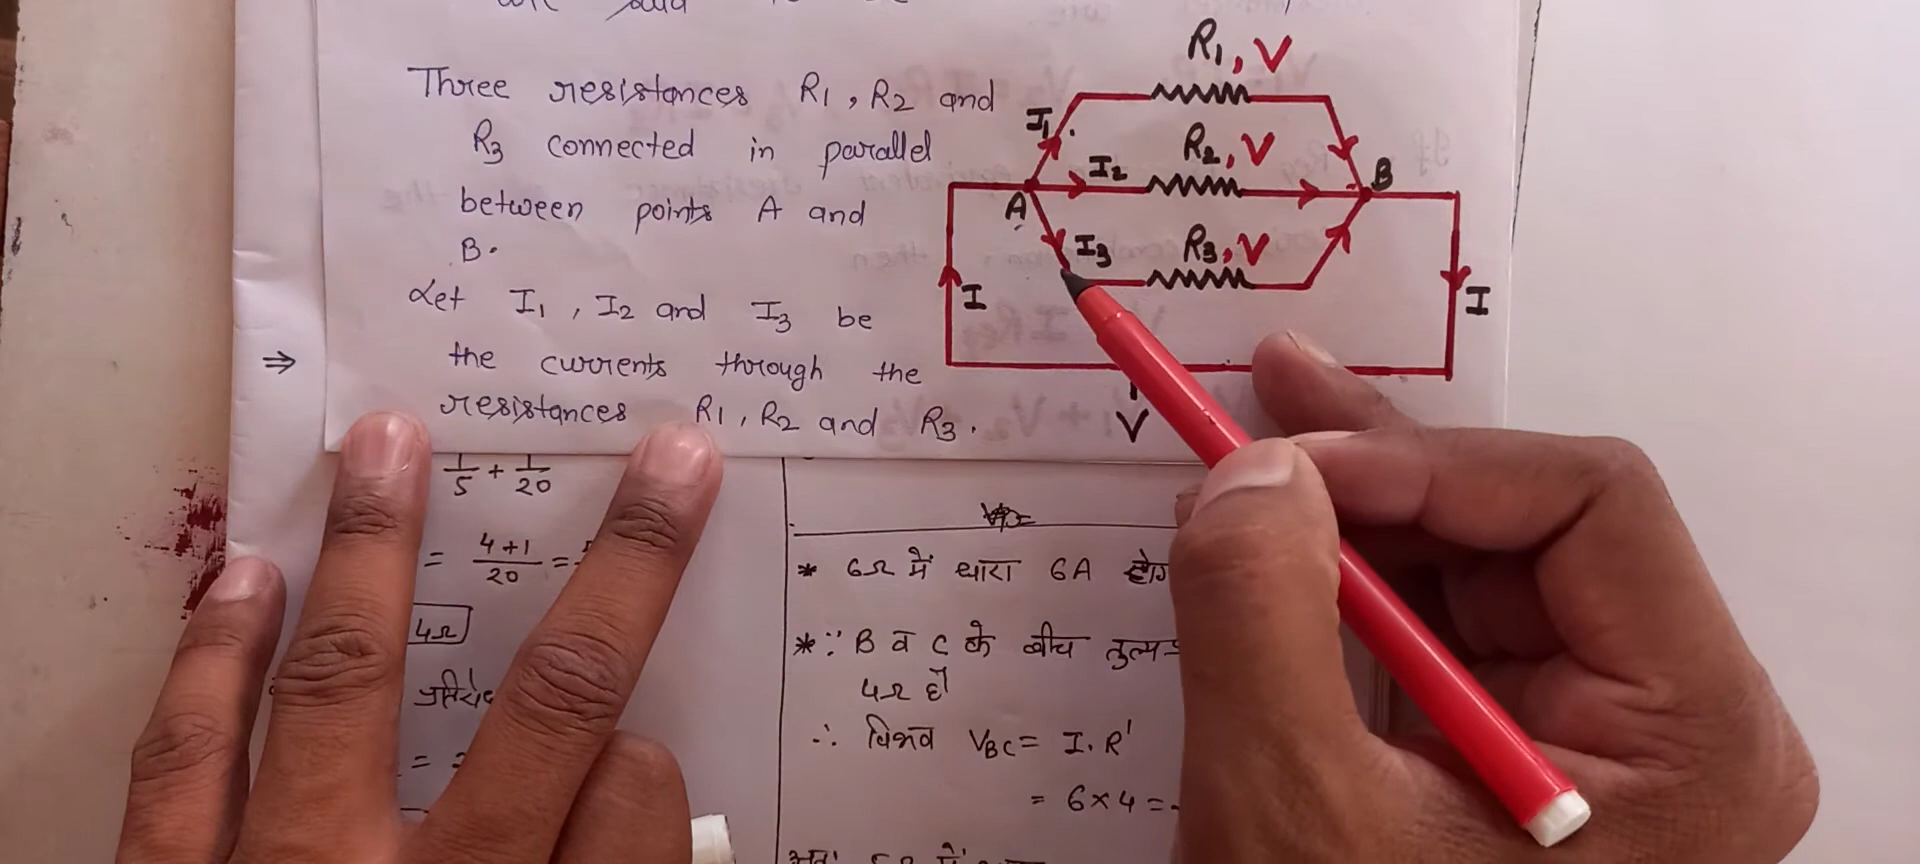 Three resistances R1, R2 and
R3 connected in parallel
between points A and
B.
Let I1, I2 and I3 be
the currents through the
⇒
resistances R1, R2 and R3.
R1, V
I1
R2, V
I2
A
B
R3, V
I3
I
I
V
1/5 + 1/20
= 4+1/20 =
4Ω
=
* 6Ω में धारा 6A
*∵ B व C के बीच
4Ω है
∴ विभव VBC = I. R'
= 6×4 =